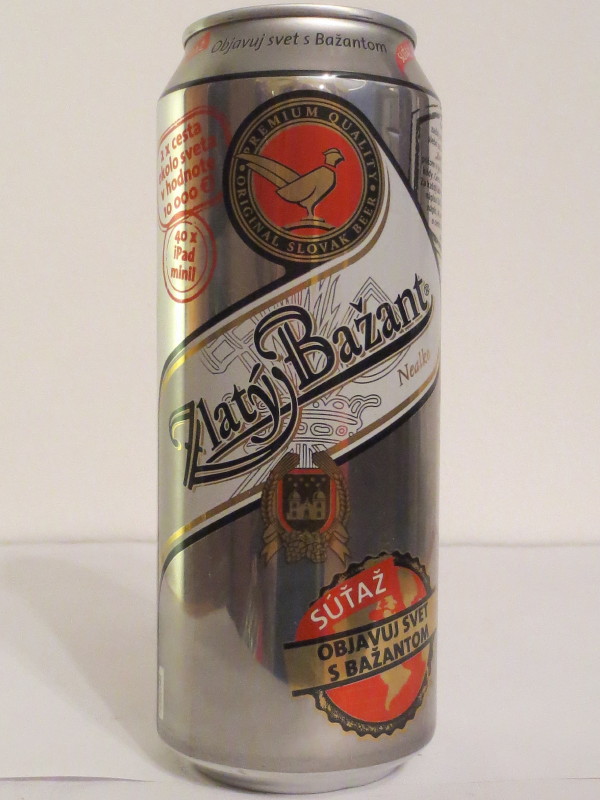 Objavuj svet s Bažantom
2 x cesta
okolo sveta
v hodnote
10 000 €
40 x
iPad
mini!
PREMIUM QUALITY
ORIGINAL SLOVAK BEER
Zlatý Bažant®
Nealko
SÚŤAŽ
OBJAVUJ SVET
S BAŽANTOM